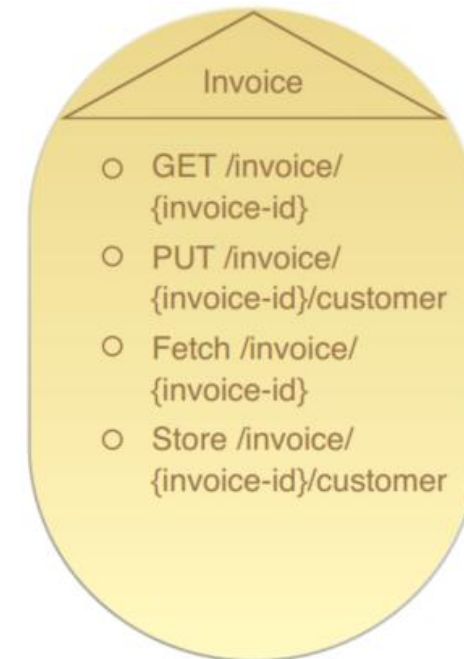 Invoice
GET /invoice/
{invoice-id}
PUT /invoice/
{invoice-id}/customer
Fetch /invoice/
{invoice-id}
Store /invoice/
{invoice-id}/customer